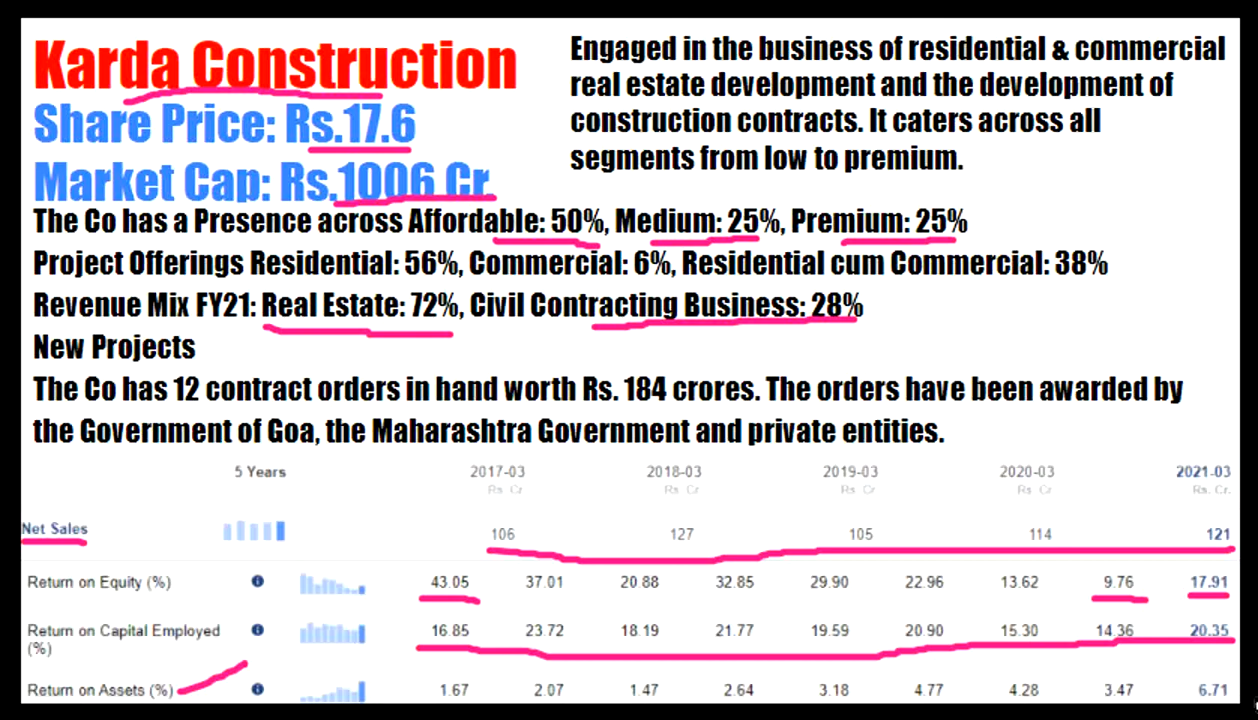 Karda Construction
Share Price: Rs.17.6
Market Cap: Rs.1006 Cr
Engaged in the business of residential & commercial
real estate development and the development of
construction contracts. It caters across all
segments from low to premium.
The Co has a Presence across Affordable: 50%, Medium: 25%, Premium: 25%
Project Offerings Residential: 56%, Commercial: 6%, Residential cum Commercial: 38%
Revenue Mix FY21: Real Estate: 72%, Civil Contracting Business: 28%
New Projects
The Co has 12 contract orders in hand worth Rs. 184 crores. The orders have been awarded by
the Government of Goa, the Maharashtra Government and private entities.
5 Years 2017-03 2018-03 2019-03 2020-03 2021-03
Rs Cr Rs Cr Rs Cr Rs Cr Rs. Cr.
Net Sales 106 127 105 114 121
Return on Equity (%) 43.05 37.01 20.88 32.85 29.90 22.96 13.62 9.76 17.91
Return on Capital Employed 16.85 23.72 18.19 21.77 19.59 20.90 15.30 14.36 20.35
(%)
Return on Assets (%) 1.67 2.07 1.47 2.64 3.18 4.77 4.28 3.47 6.71